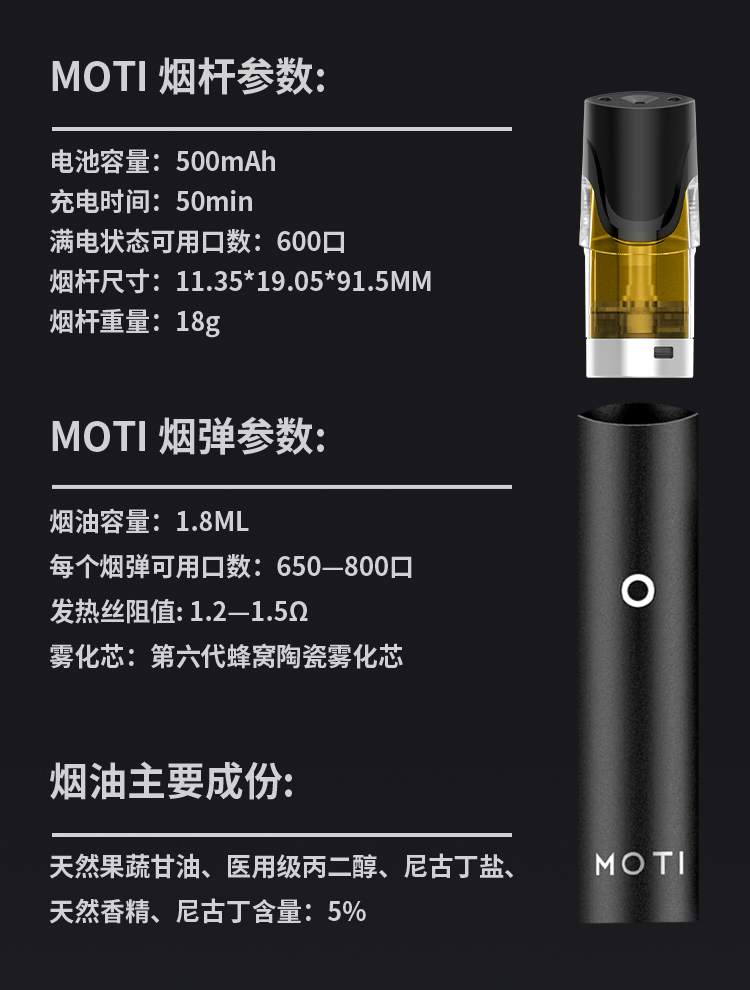 MOTI 烟杆参数:
电池容量：500mAh
充电时间：50min
满电状态可用口数：600口
烟杆尺寸：11.35*19.05*91.5MM
烟杆重量：18g
MOTI 烟弹参数:
烟油容量：1.8ML
每个烟弹可用口数：650—800口
发热丝阻值: 1.2—1.5Ω
雾化芯：第六代蜂窝陶瓷雾化芯
烟油主要成份:
天然果蔬甘油、医用级丙二醇、尼古丁盐、
天然香精、尼古丁含量：5%
MOTI